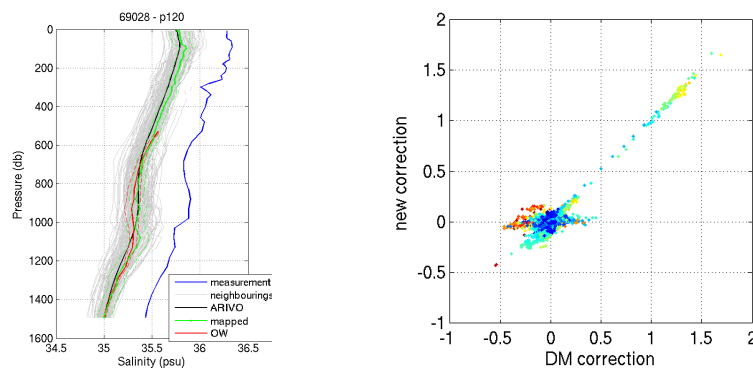 69028 - p120
0
200
400
600
800
1000
1200
1400
1600
Pressure (db)
34.5
35
35.5
36
36.5
Salinity (psu)
measurement
neighbourings
ARIVO
mapped
OW
2
1.5
1
0.5
0
-0.5
-1
new correction
-1
-0.5
0
0.5
1
1.5
2
DM correction